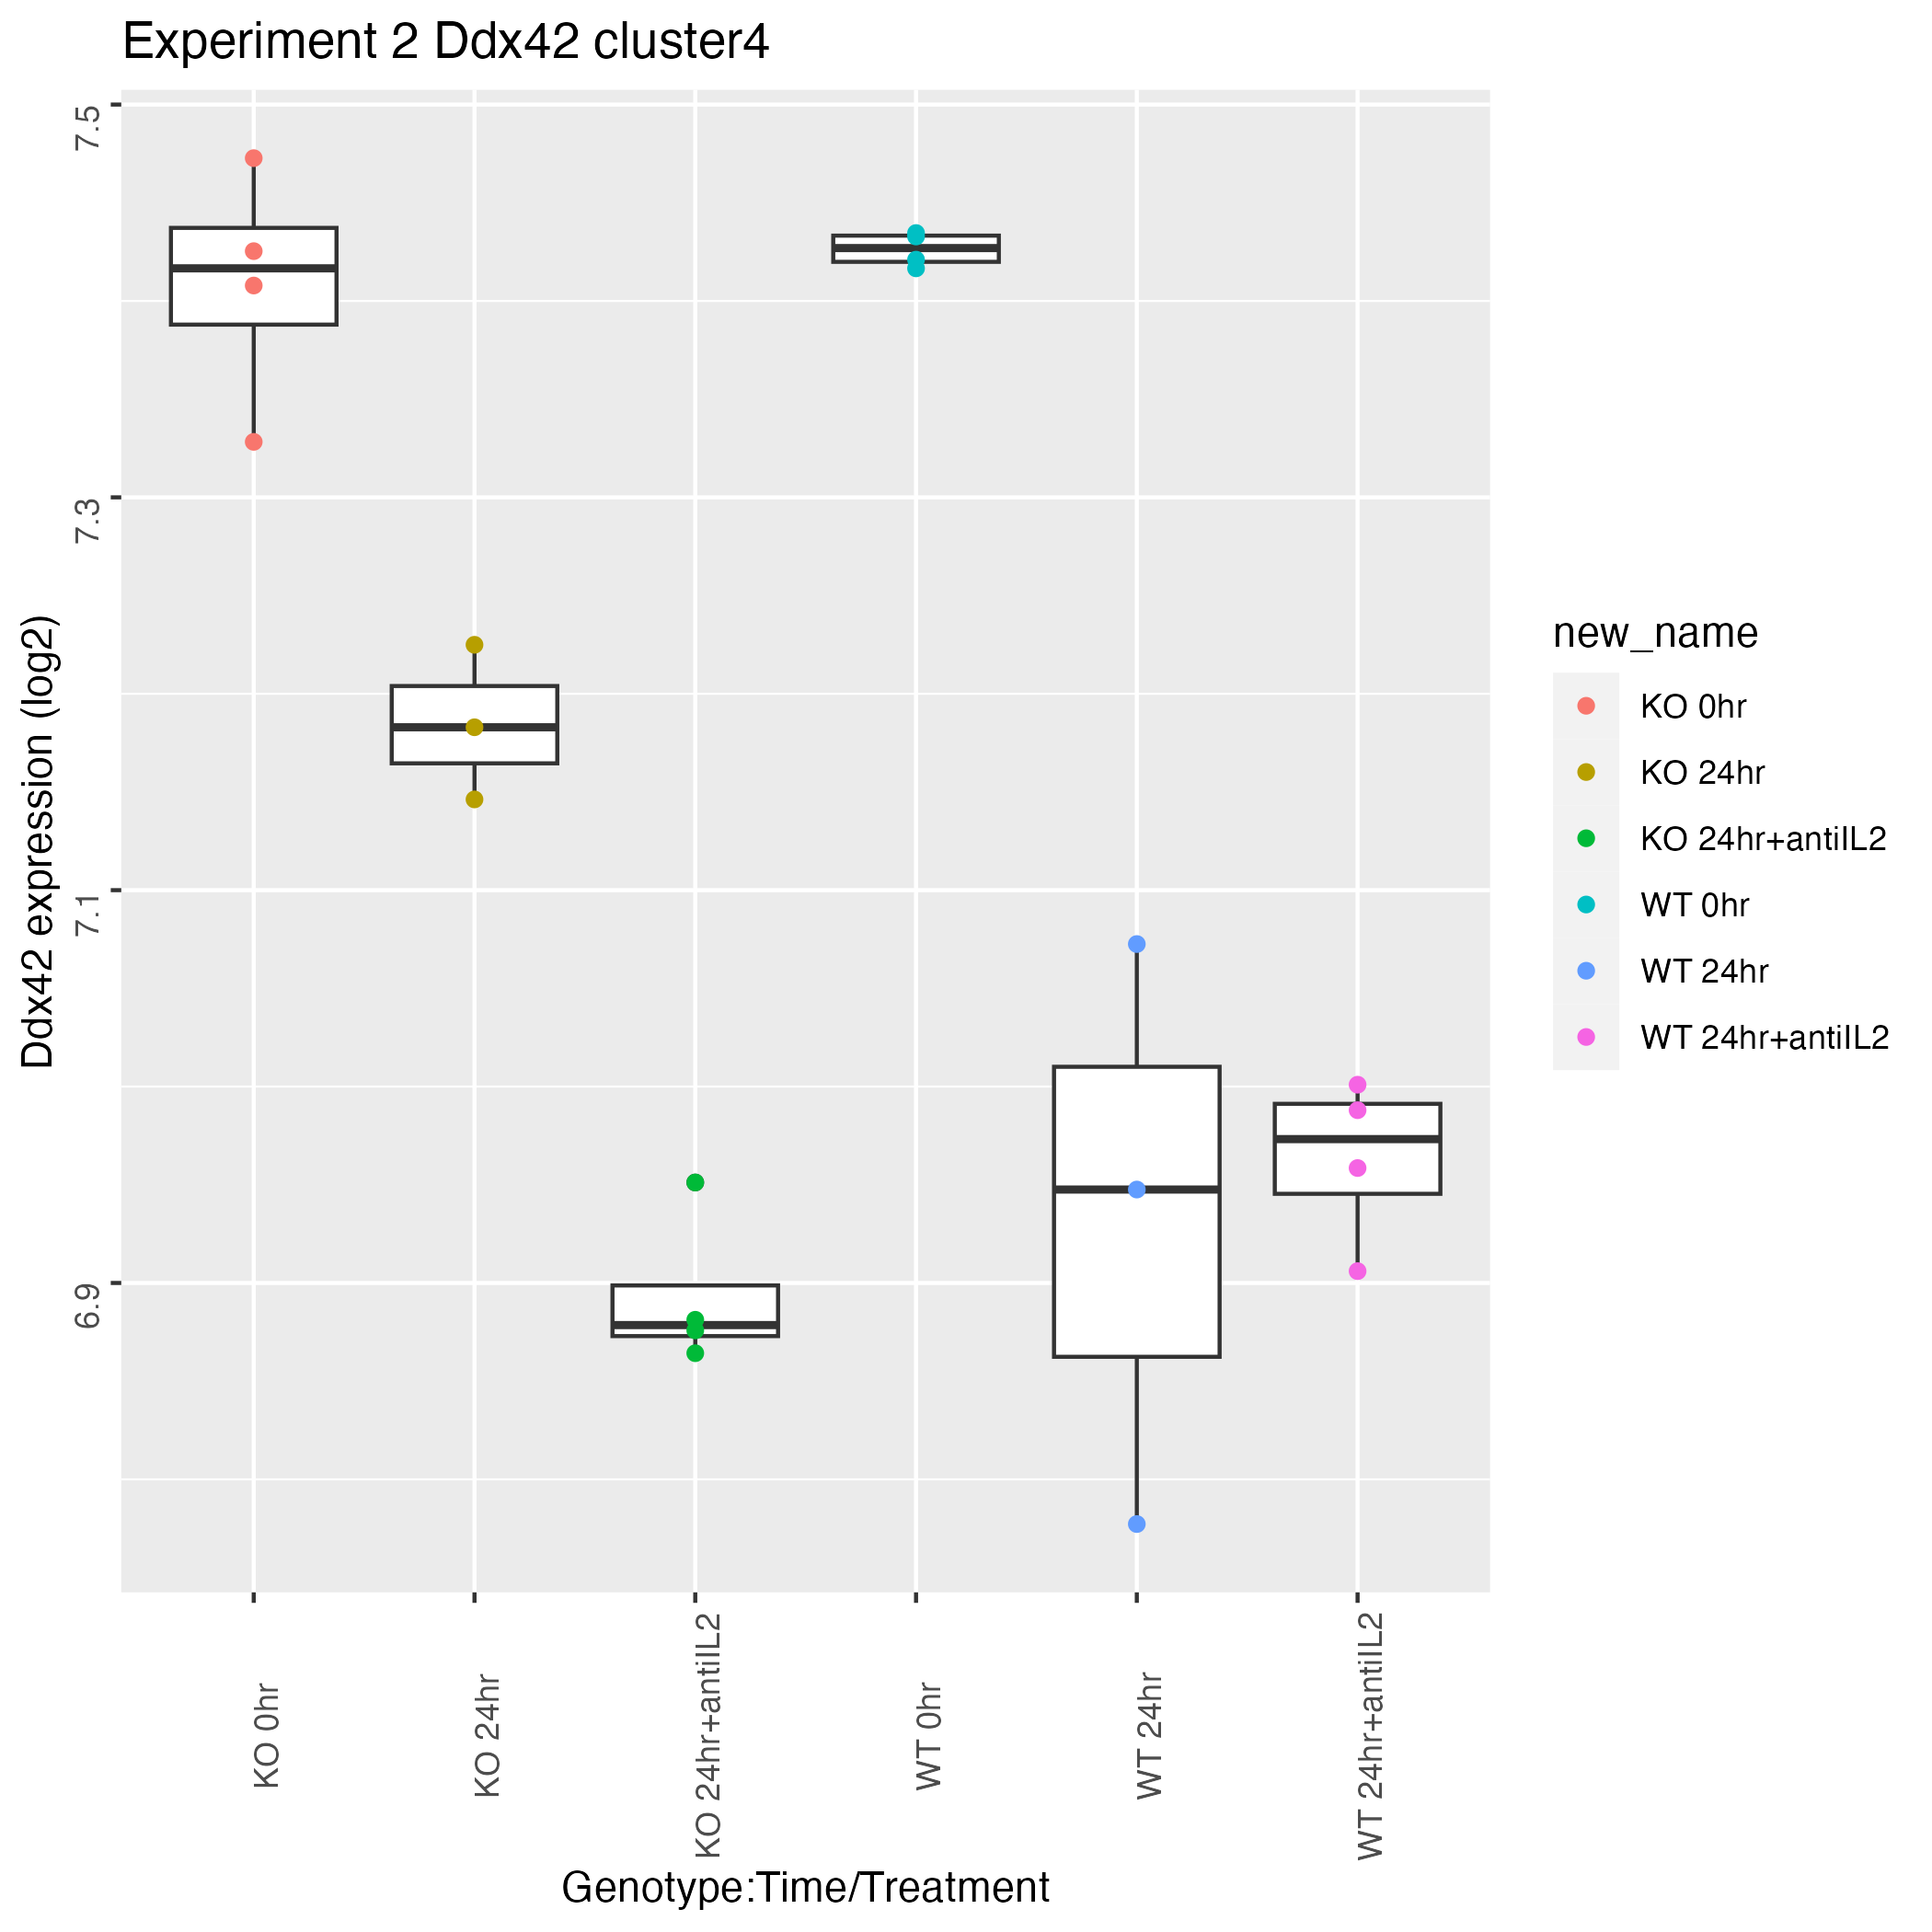 Experiment 2 Ddx42 cluster4
7.5
7.3
7.1
6.9
Ddx42 expression (log2)
KO 0hr
KO 24hr
KO 24hr+antiIL2
WT 0hr
WT 24hr
WT 24hr+antiIL2
Genotype:Time/Treatment
new_name
KO 0hr
KO 24hr
KO 24hr+antiIL2
WT 0hr
WT 24hr
WT 24hr+antiIL2